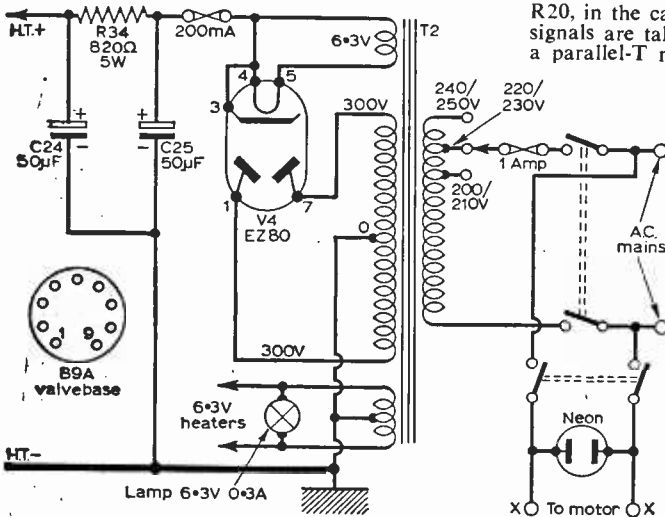 R20, in the ca
signals are tal
a parallel-T r
H.T.+
R34
820Ω
5W
200mA
6·3V
T2
4
5
3
240/
250V
220/
230V
300V
C24
50µF
C25
50µF
1 Amp
200/
210V
1
7
V4
EZ80
0
A.C.
mains
1 9
B9A
valvebase
300V
6·3V
heaters
Neon
H.T.-
Lamp 6·3V 0·3A
X
To motor
X